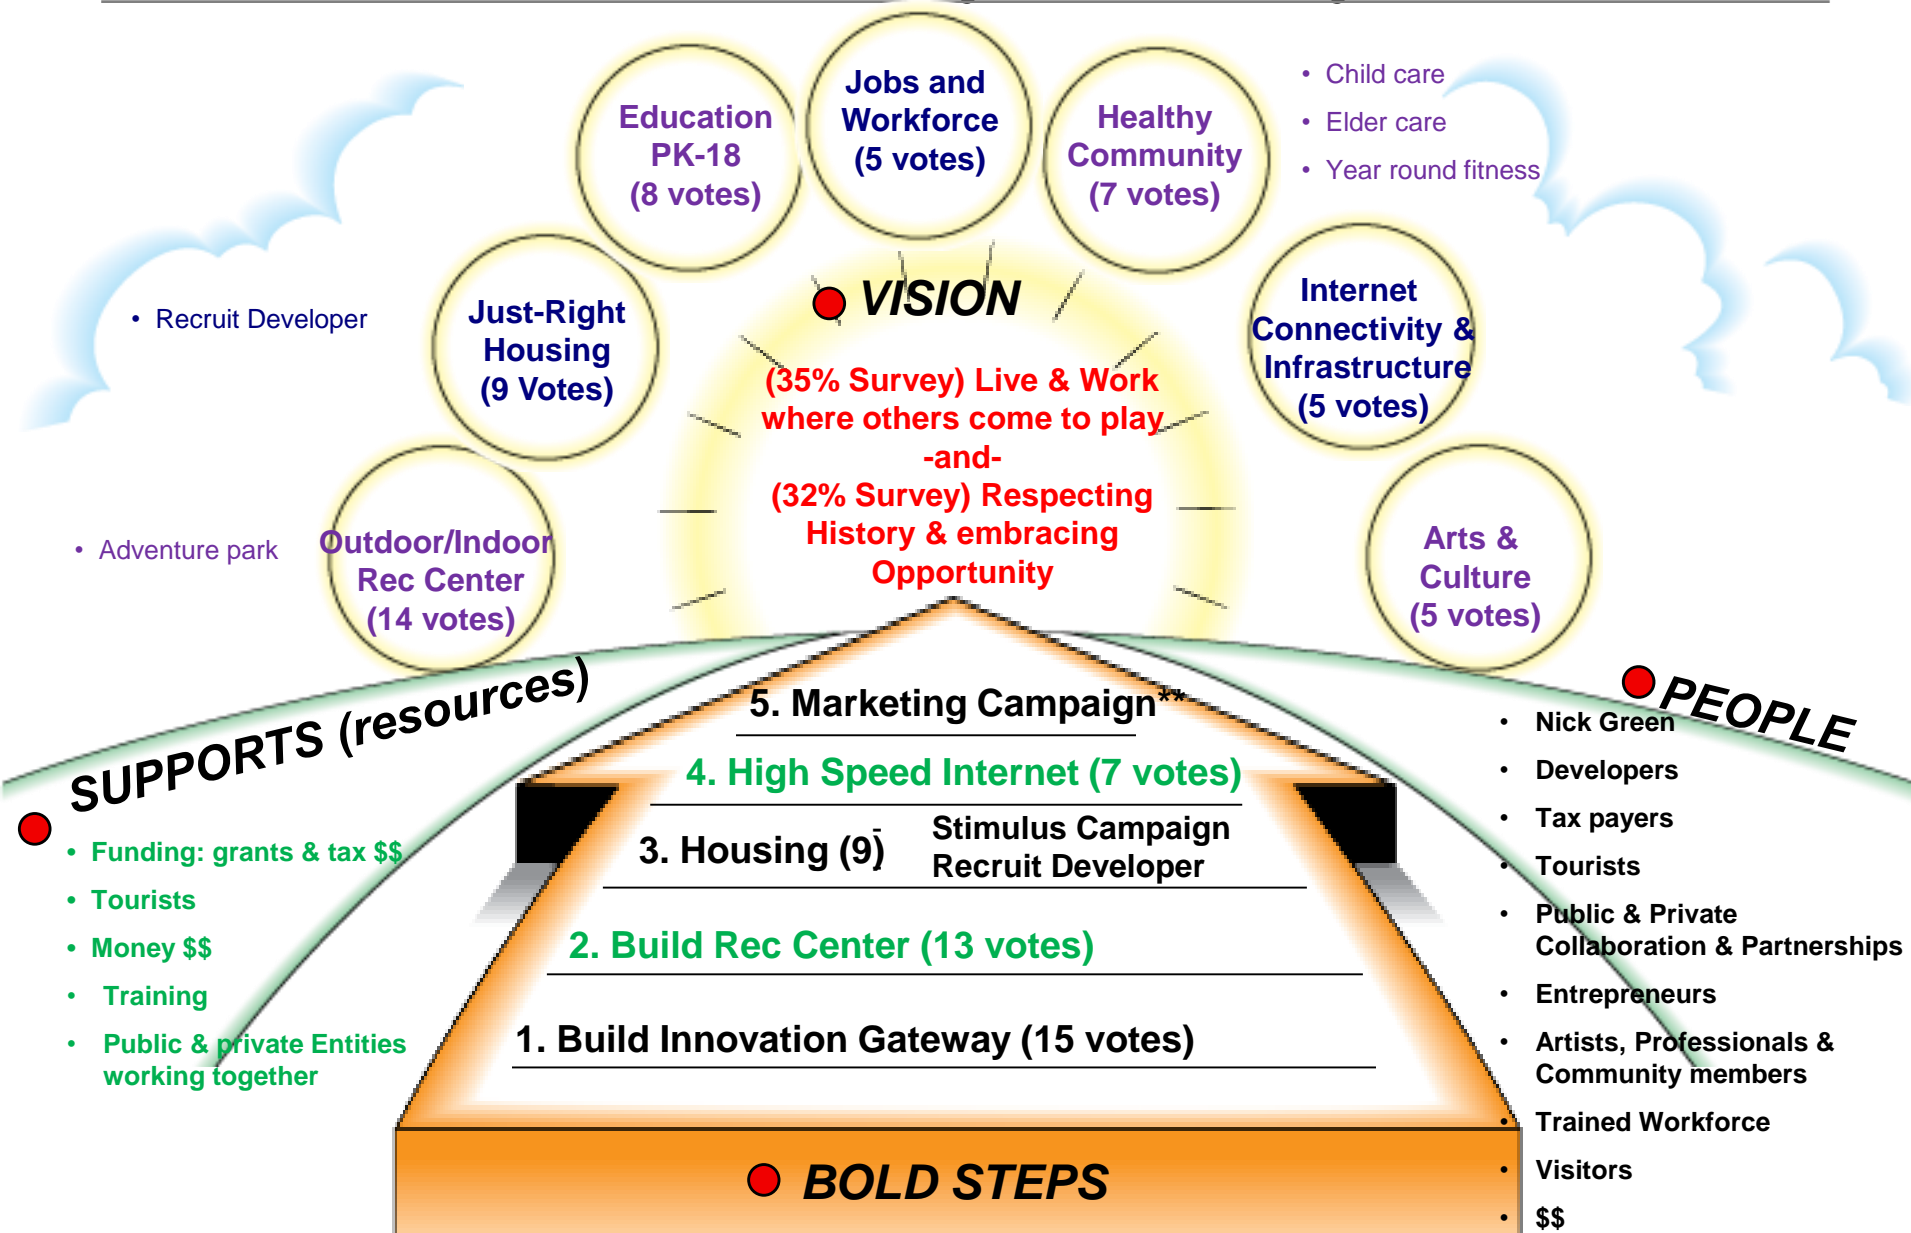 Jobs and
Workforce
(5 votes)
Education
PK-18
(8 votes)
Healthy
Community
(7 votes)
• Child care
• Elder care
• Year round fitness
• Recruit Developer
Just-Right
Housing
(9 Votes)
Internet
Connectivity &
Infrastructure
(5 votes)
• Adventure park
Outdoor/Indoor
Rec Center
(14 votes)
Arts &
Culture
(5 votes)
VISION
(35% Survey) Live & Work
where others come to play
-and-
(32% Survey) Respecting
History & embracing
Opportunity
SUPPORTS (resources)
• Funding: grants & tax $$
• Tourists
• Money $$
• Training
• Public & private Entities
working together
5. Marketing Campaign**
4. High Speed Internet (7 votes)
3. Housing (9)
Stimulus Campaign
Recruit Developer
2. Build Rec Center (13 votes)
1. Build Innovation Gateway (15 votes)
BOLD STEPS
PEOPLE
• Nick Green
• Developers
• Tax payers
• Tourists
• Public & Private
Collaboration & Partnerships
• Entrepreneurs
• Artists, Professionals &
Community members
• Trained Workforce
• Visitors
• $$